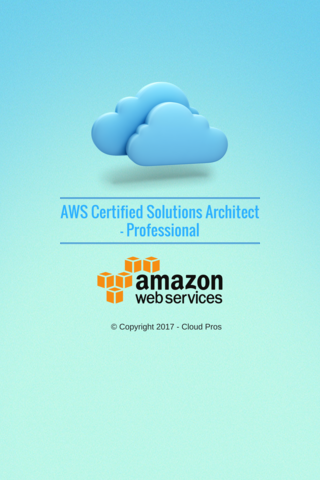 AWS Certified Solutions Architect
- Professional
amazon
web services
© Copyright 2017 - Cloud Pros